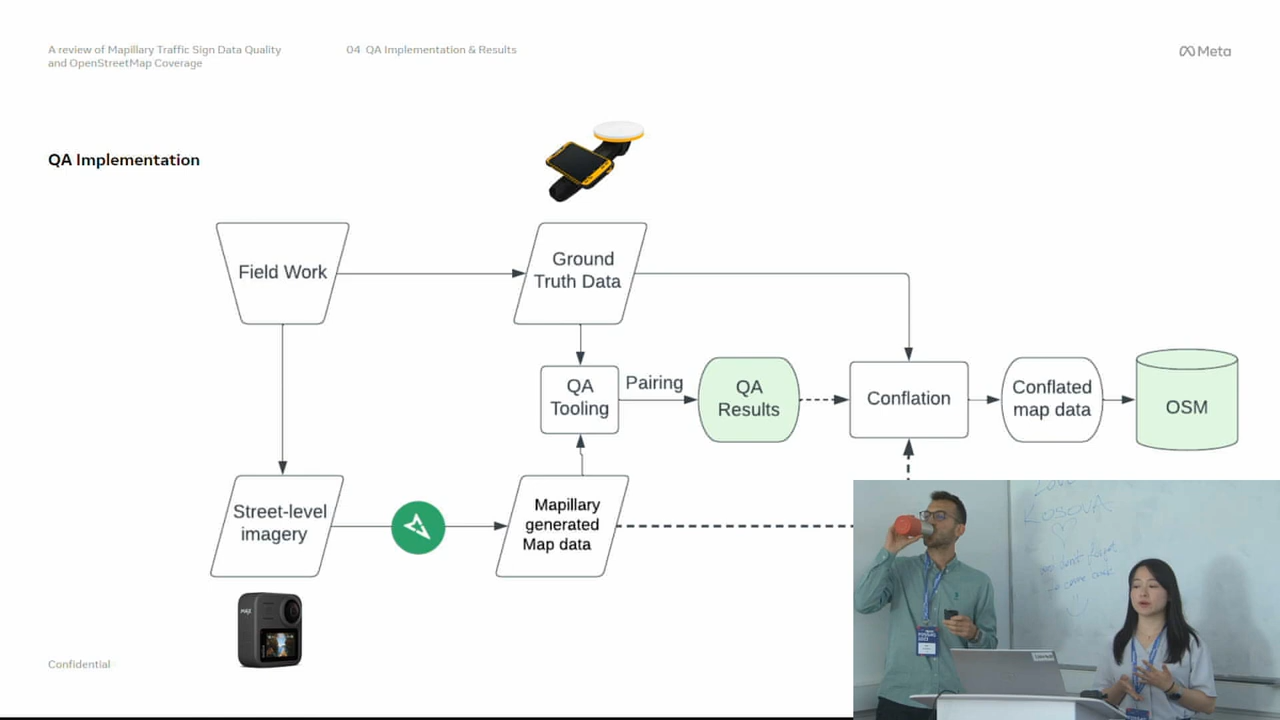 A review of Mapillary Traffic Sign Data Quality
and OpenStreetMap Coverage
04 QA Implementation & Results
Meta
QA Implementation
Field Work
Ground
Truth Data
QA
Tooling
Pairing
QA
Results
Conflation
Conflated
map data
OSM
Street-level
imagery
Mapillary
generated
Map data
MAX
Confidential
KOSOVA